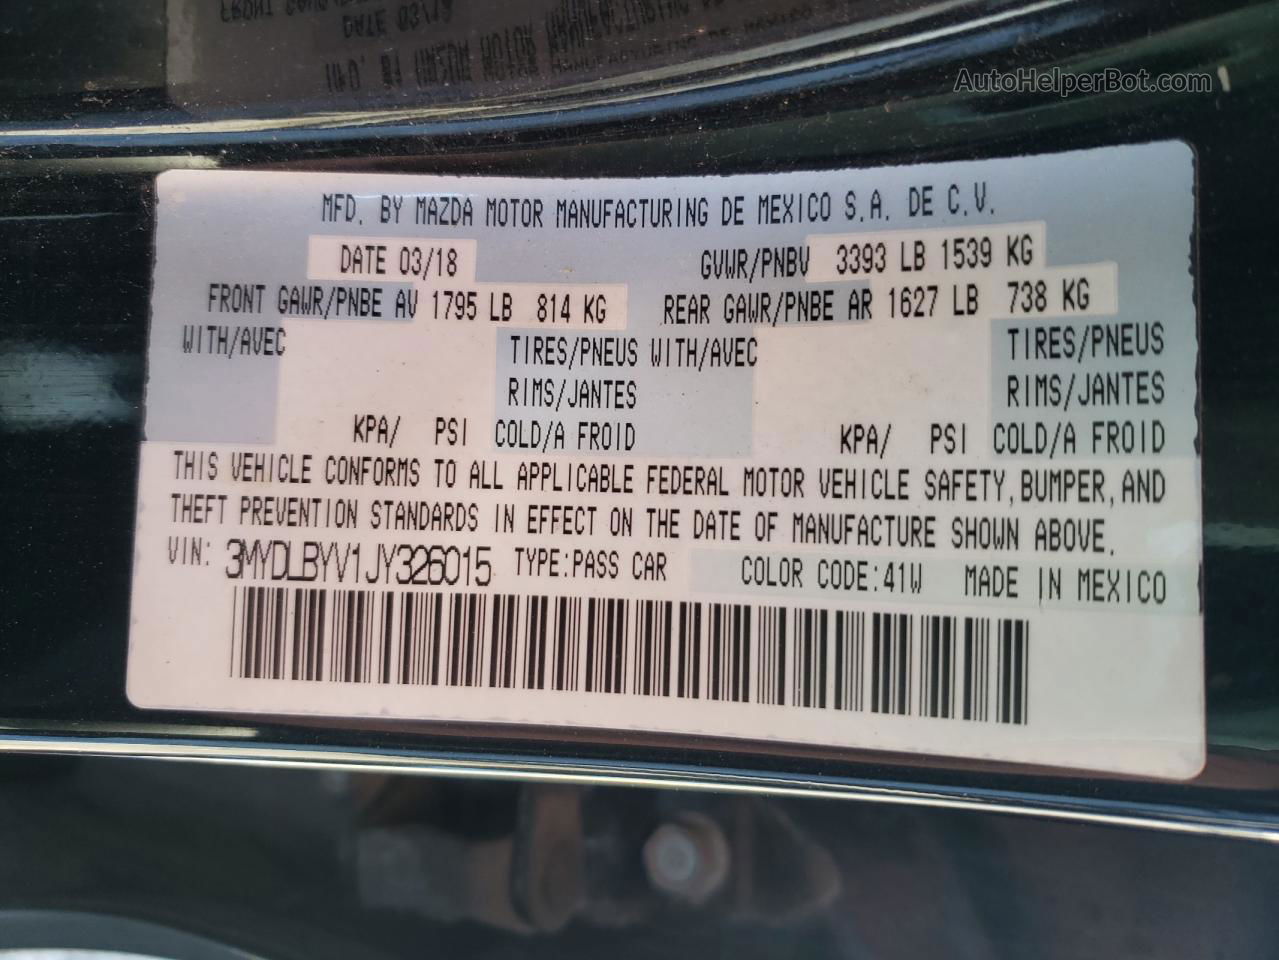 AutoHelperBot.com
MFD. BY MAZDA MOTOR MANUFACTURING DE MEXICO S.A. DE C.V.
DATE 03/18 GVWR/PNBV 3393 LB 1539 KG
FRONT GAWR/PNBE AV 1795 LB 814 KG REAR GAWR/PNBE AR 1627 LB 738 KG
WITH/AVEC TIRES/PNEUS WITH/AVEC TIRES/PNEUS
RIMS/JANTES RIMS/JANTES
KPA/ PSI COLD/A FROID KPA/ PSI COLD/A FROID
THIS VEHICLE CONFORMS TO ALL APPLICABLE FEDERAL MOTOR VEHICLE SAFETY, BUMPER, AND
THEFT PREVENTION STANDARDS IN EFFECT ON THE DATE OF MANUFACTURE SHOWN ABOVE.
VIN: 3MYDLBYV1JY326015 TYPE:PASS CAR COLOR CODE:41W MADE IN MEXICO